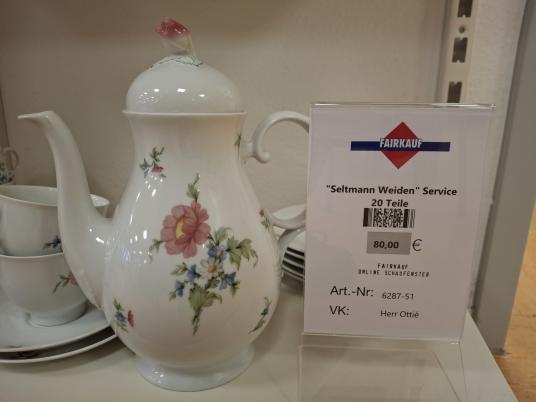 FAIRKAUF
"Seltmann Weiden" Service
20 Teile
80,00 €
FAIRKAUF
ONLINE SCHAUFENSTER
Art.-Nr: 6287-51
VK: Herr Ottié